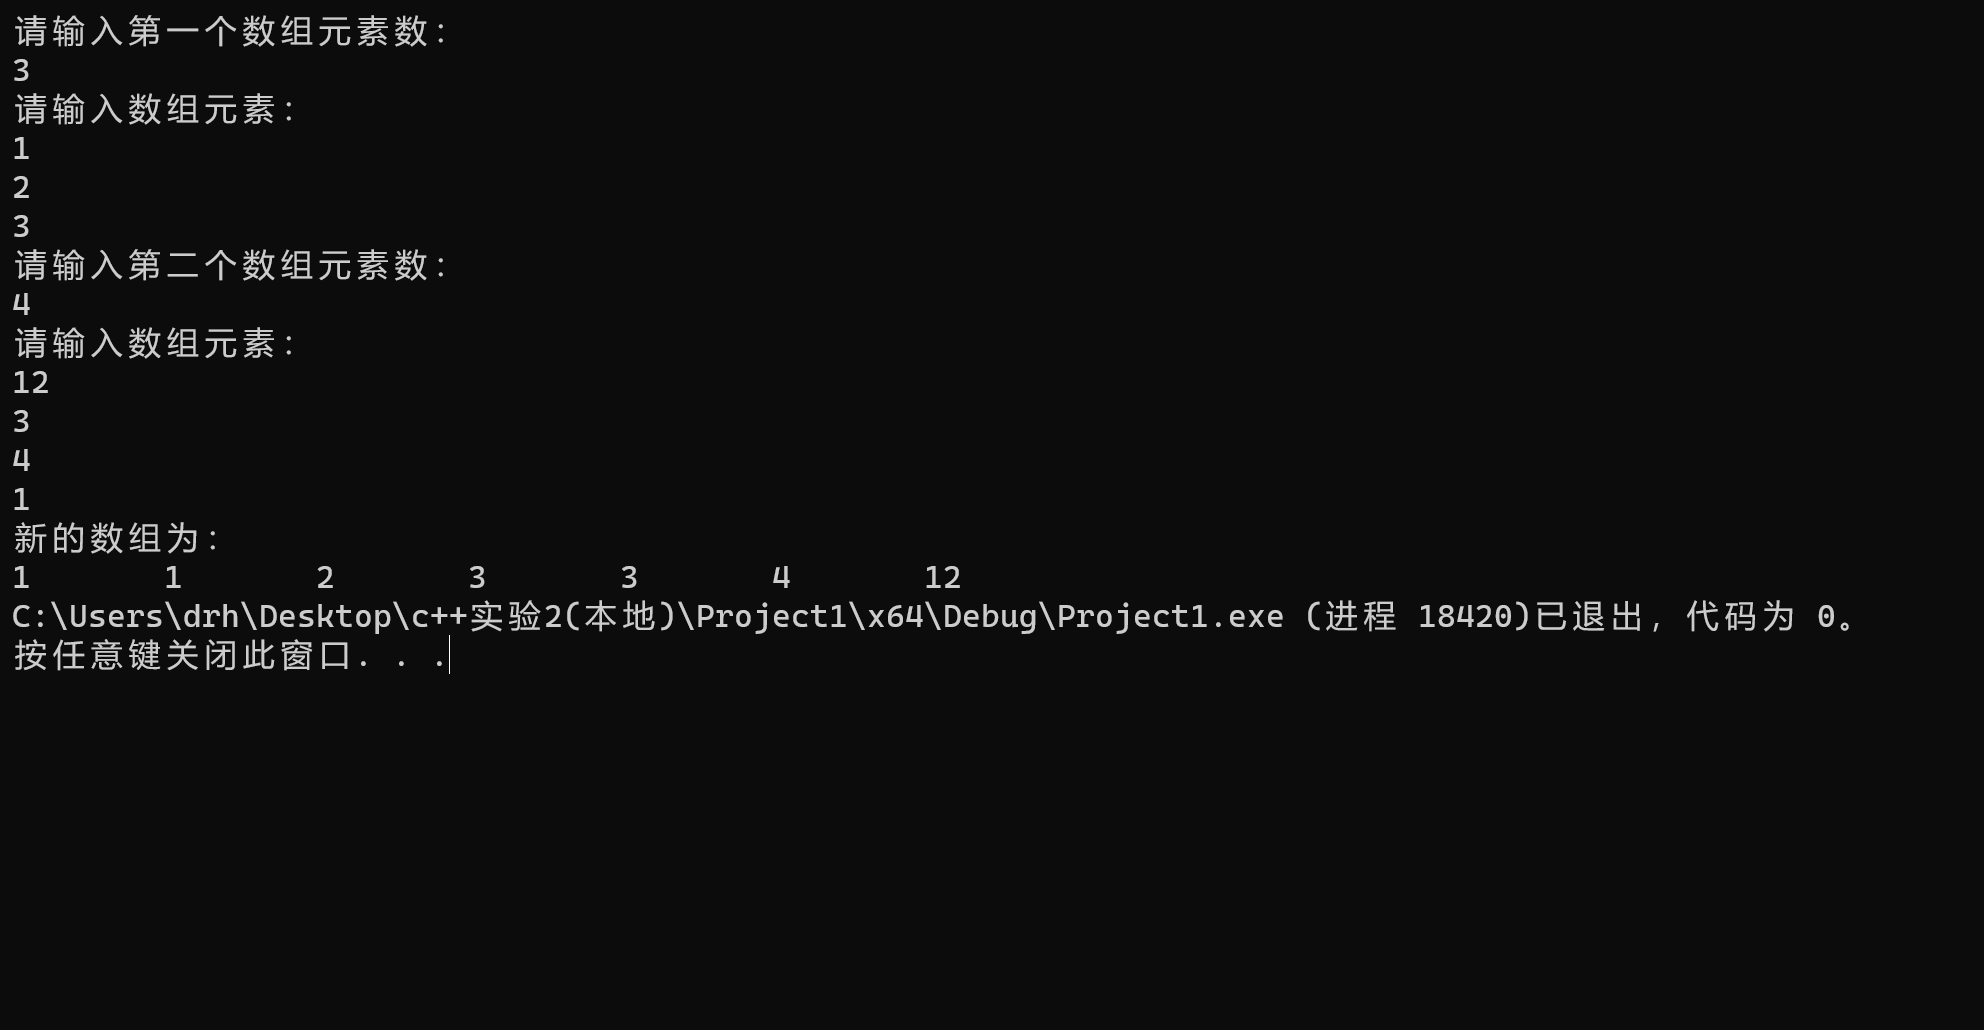 请输入第一个数组元素数:
3
请输入数组元素:
1
2
3
请输入第二个数组元素数:
4
请输入数组元素:
12
3
4
1
新的数组为:
1       1       2       3       3       4       12
C:\Users\drh\Desktop\c++实验2(本地)\Project1\x64\Debug\Project1.exe (进程 18420)已退出，代码为 0。
按任意键关闭此窗口. . .